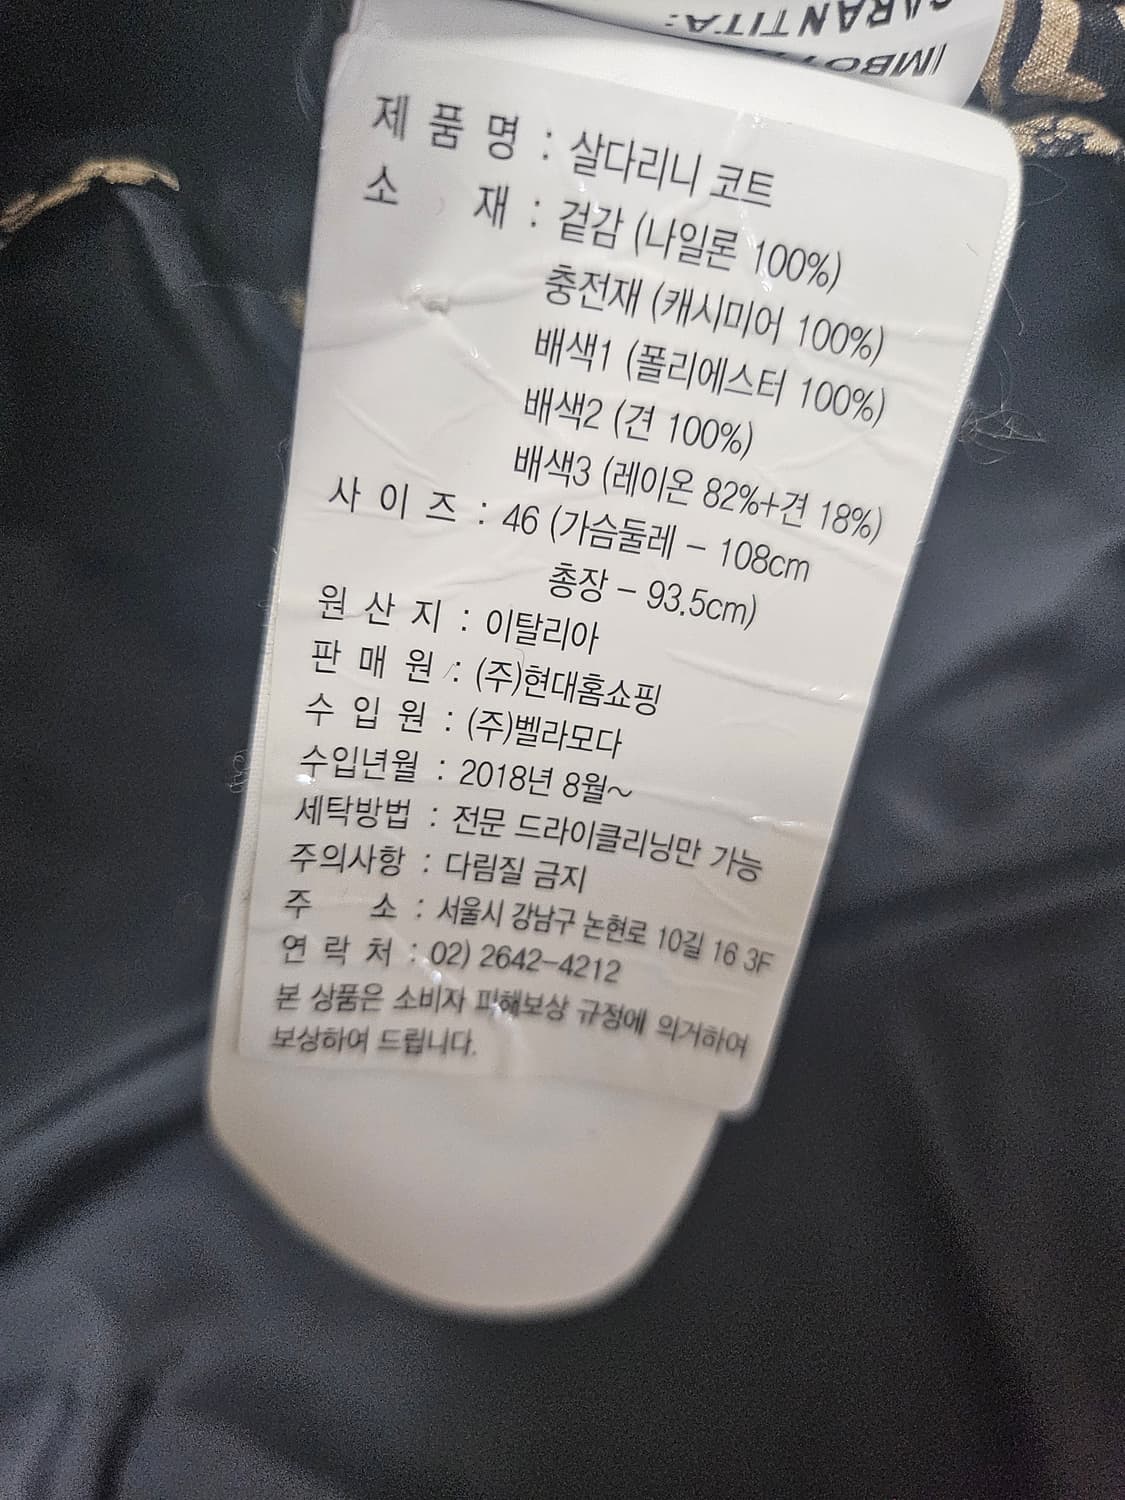 GARANTITA:
제 품 명 : 살다리니 코트
소 재 : 겉감 (나일론 100%)
충전재 (캐시미어 100%)
배색1 (폴리에스터 100%)
배색2 (견 100%)
배색3 (레이온 82%+견 18%)
사 이 즈 : 46 (가슴둘레 - 108cm
총장 - 93.5cm)
원 산 지 : 이탈리아
판 매 원 : (주)현대홈쇼핑
수 입 원 : (주)벨라모다
수입년월 : 2018년 8월~
세탁방법 : 전문 드라이클리닝만 가능
주의사항 : 다림질 금지
주 소 : 서울시 강남구 논현로 10길 16 3F
연 락 처 : 02) 2642-4212
본 상품은 소비자 피해보상 규정에 의거하여
보상하여 드립니다.